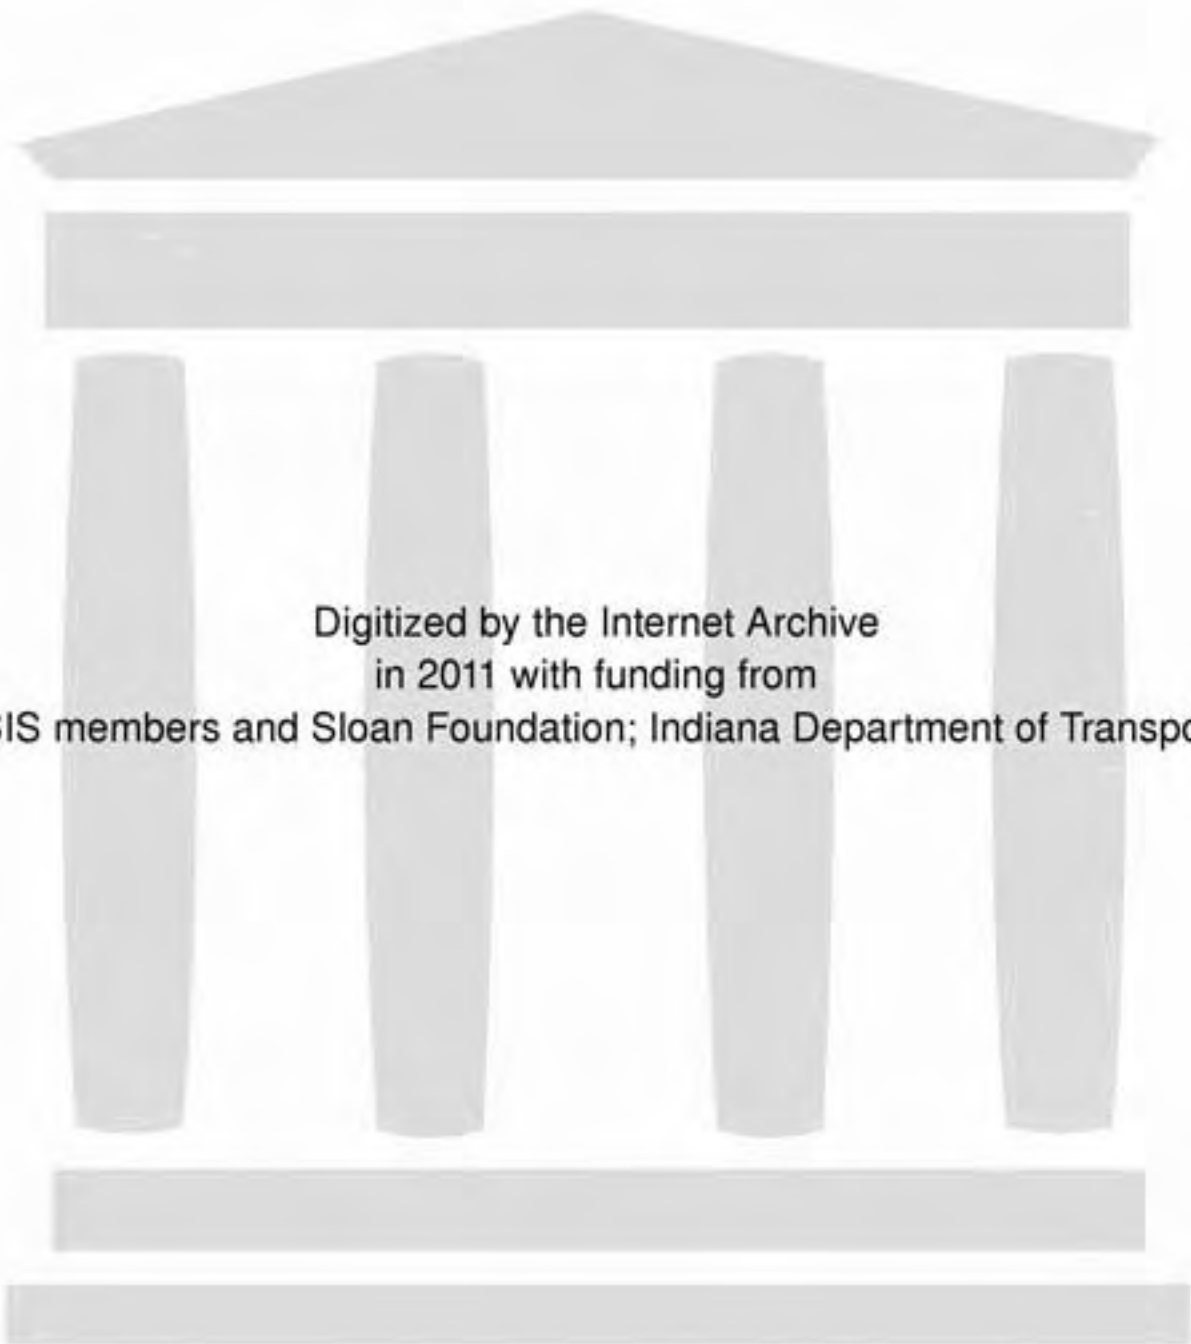 Digitized by the Internet Archive
in 2011 with funding from
members and Sloan Foundation; Indiana Department of